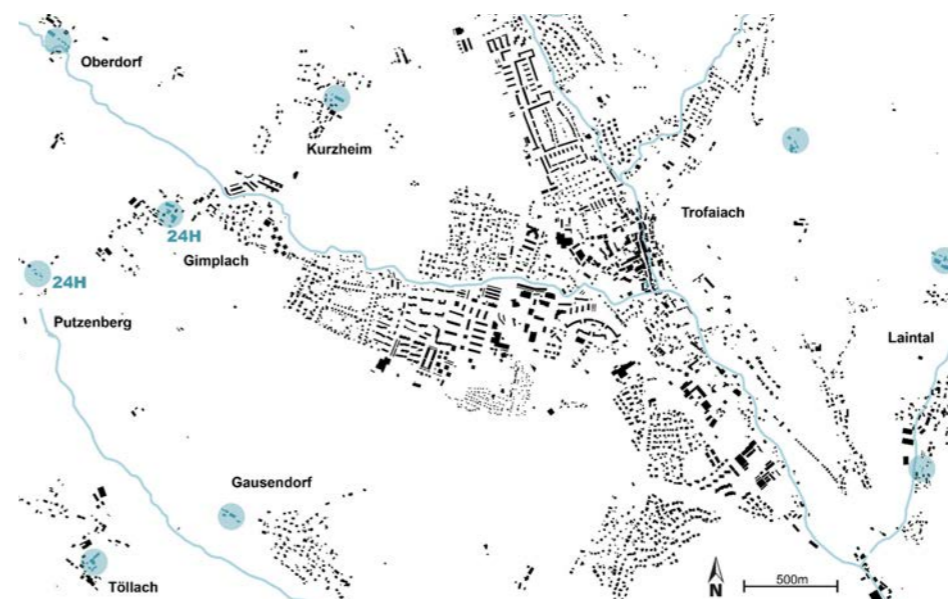 Oberdorf
Kurzheim
Trofaiach
24H
Gimplach
24H
Putzenberg
Laintal
Gausendorf
Töllach
N
500m